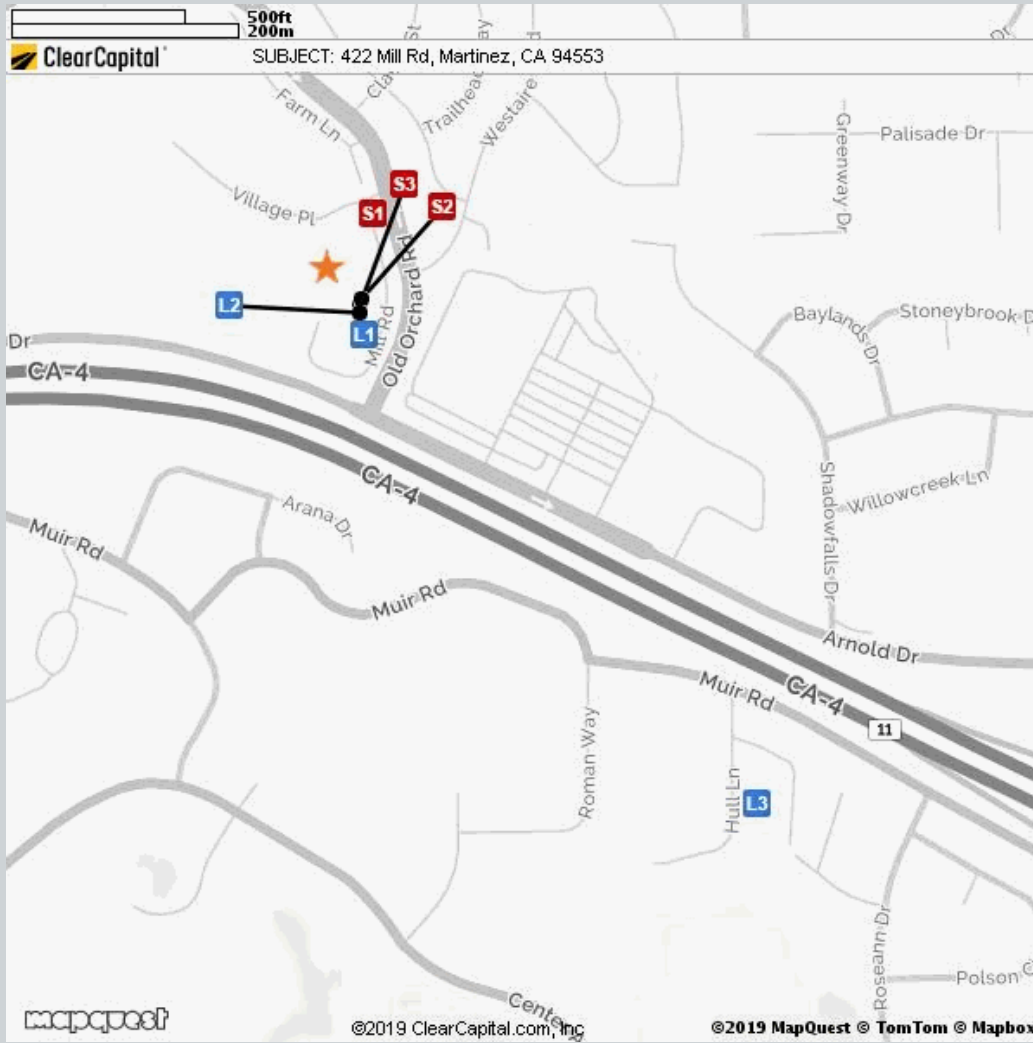 500ft
200m
ClearCapital
SUBJECT: 422 Mill Rd, Martinez, CA 94553
St
Dr
Farm Ln
Trailhead
Westaire
Greenway Dr
Palisade Dr
S3
S1
S2
Village Pl
L2
L1
Mill Rd
Old Orchard Rd
Baylands Dr
Stoneybrook D
Dr
CA-4
CA-4
Arana Dr
Willowcreek Ln
Shadowfalls Dr
Muir Rd
Muir Rd
Arnold Dr
Muir Rd
CA-4
11
Roman Way
Hull Ln
L3
Roseann Dr
Polson C
Center A
mapquest
©2019 ClearCapital.com, Inc
©2019 MapQuest © TomTom © Mapbox